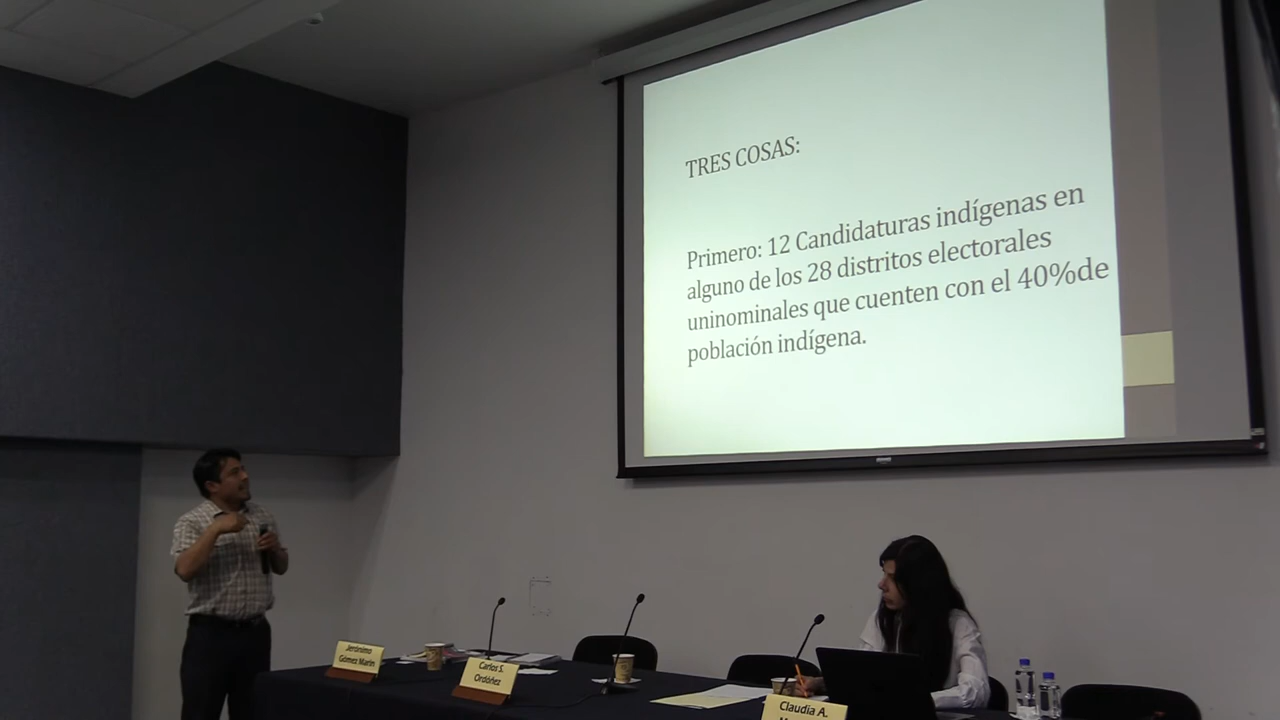 TRES COSAS:
Primero: 12 Candidaturas indígenas en
alguno de los 28 distritos electorales
uninominales que cuenten con el 40%de
población indígena.
Jerónimo
Gómez Marín
Carlos S.
Ordóñez
Claudia A.